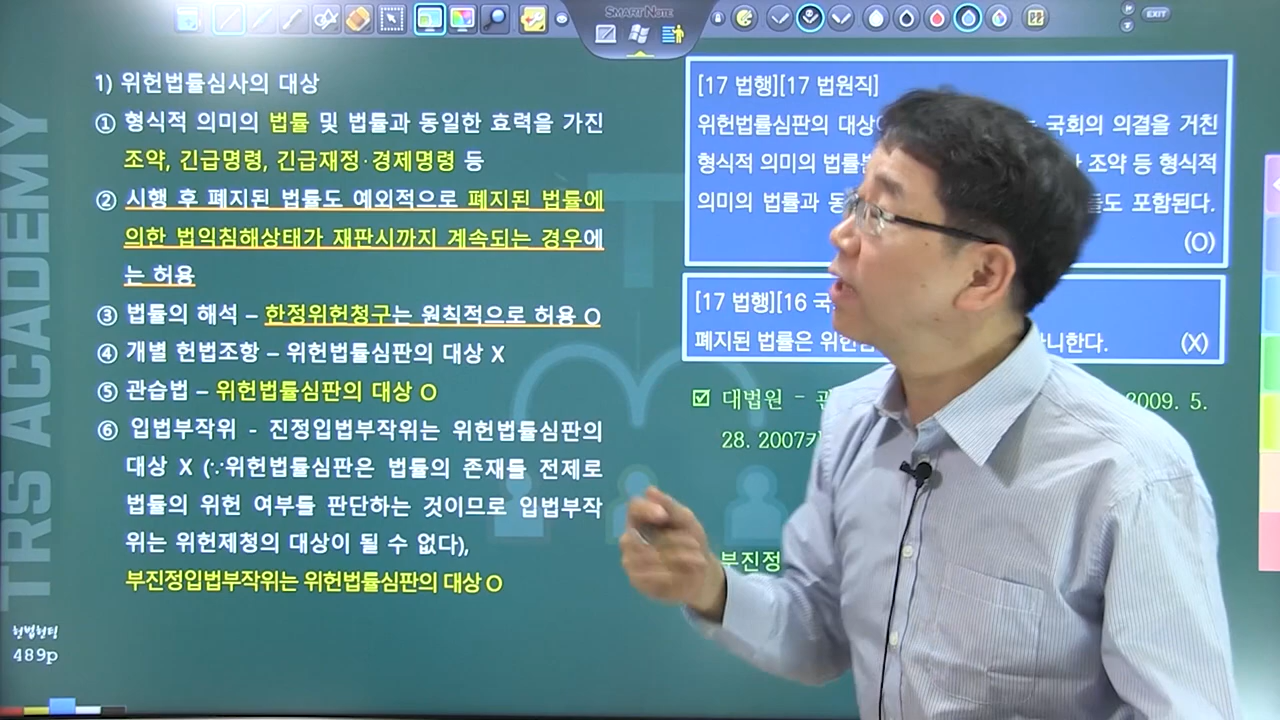 SMART NOTE
EXIT
1) 위헌법률심사의 대상
① 형식적 의미의 법률 및 법률과 동일한 효력을 가진
조약, 긴급명령, 긴급재정·경제명령 등
② 시행 후 폐지된 법률도 예외적으로 폐지된 법률에
의한 법익침해상태가 재판시까지 계속되는 경우에
는 허용
③ 법률의 해석 – 한정위헌청구는 원칙적으로 허용 O
④ 개별 헌법조항 – 위헌법률심판의 대상 X
⑤ 관습법 – 위헌법률심판의 대상 O
⑥ 입법부작위 - 진정입법부작위는 위헌법률심판의
대상 X (∵위헌법률심판은 법률의 존재를 전제로
법률의 위헌 여부를 판단하는 것이므로 입법부작
위는 위헌제청의 대상이 될 수 없다),
부진정입법부작위는 위헌법률심판의 대상 O
[17 법행][17 법원직]
위헌법률심판의 국회의 의결을 거친
형식적 의미의 조약 등 형식적
의미의 법률과 포함된다.
(O)
[17 법행][16
폐지된 법률은 (X)
대법원 - 2009. 5.
28.
부진정
TRS ACADEMY
헌법헌팅
489p